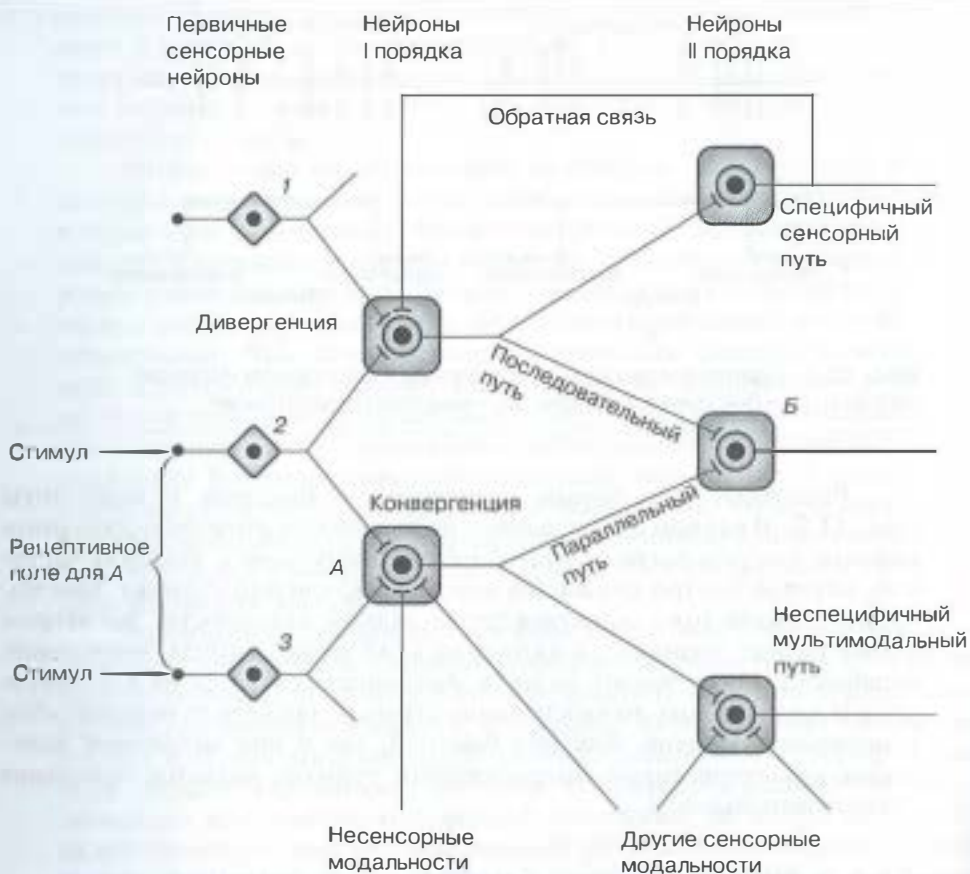 Первичные
сенсорные
нейроны
Нейроны
I порядка
Нейроны
II порядка
Обратная связь
1
Специфичный
сенсорный
путь
Дивергенция
Последовательный
путь
Б
2
Стимул
Конвергенция
Параллельный
путь
Рецептивное
поле для А
А
Неспецифичный
мультимодальный
путь
3
Стимул
Несенсорные
модальности
Другие сенсорные
модальности